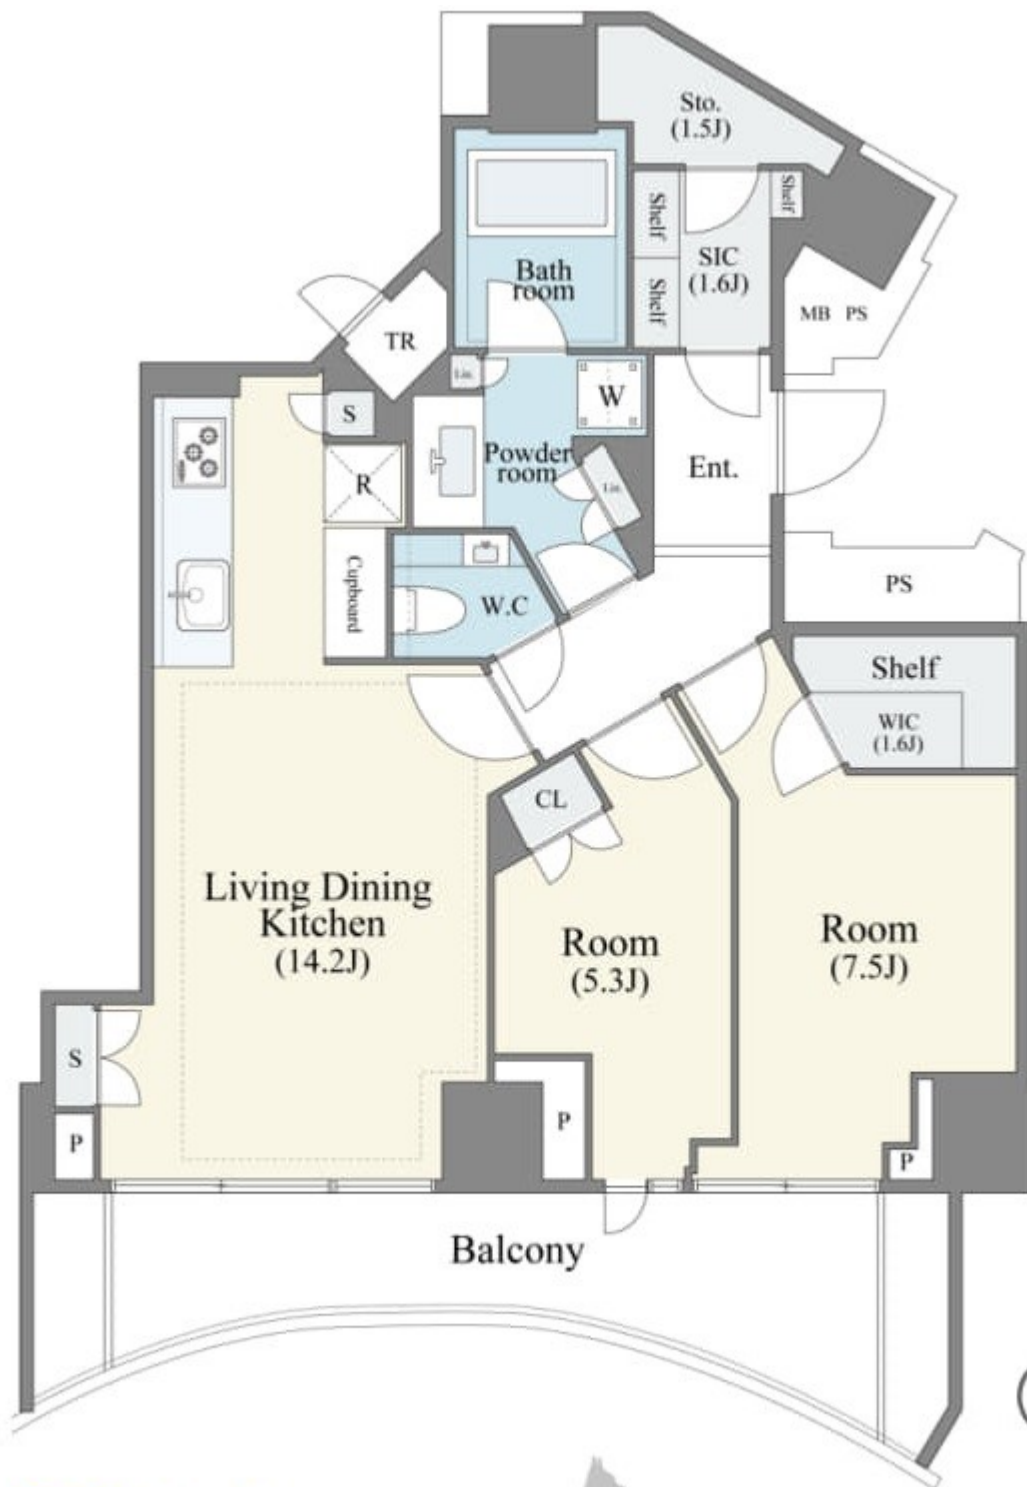 Sto.
(1.5J)
Shelf
Shelf
SIC
(1.6J)
Shelf
Bath
room
MB PS
TR
Lin.
W
S
Powder
room
Lin.
Ent.
R
Cupboard
W.C
PS
Shelf
WIC
(1.6J)
CL
Living Dining
Kitchen
(14.2J)
Room
(5.3J)
Room
(7.5J)
S
P
P
P
Balcony